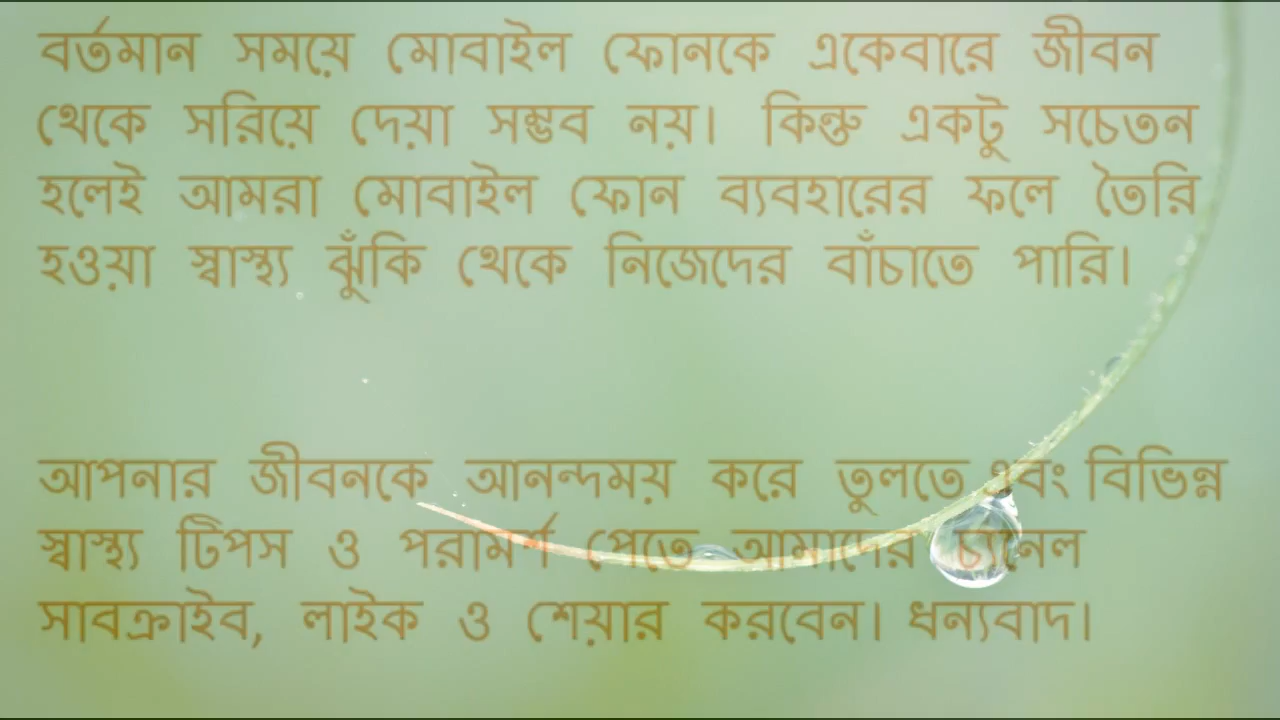 বর্তমান সময়ে মোবাইল ফোনকে একেবারে জীবন
থেকে সরিয়ে দেয়া সম্ভব নয়। কিন্তু একটু সচেতন
হলেই আমরা মোবাইল ফোন ব্যবহারের ফলে তৈরি
হওয়া স্বাস্থ্য ঝুঁকি থেকে নিজেদের বাঁচাতে পারি।
আপনার জীবনকে আনন্দময় করে তুলতে এবং বিভিন্ন
স্বাস্থ্য টিপস ও পরামর্শ পেতে আমাদের চ্যানেল
সাবক্রাইব, লাইক ও শেয়ার করবেন। ধন্যবাদ।